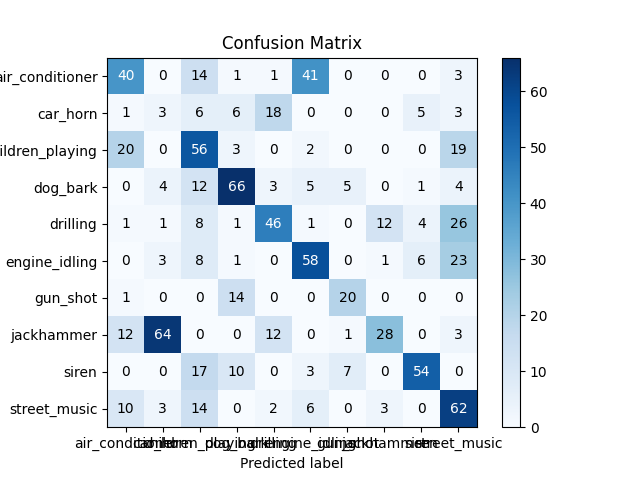 Confusion Matrix
air_conditioner 40 0 14 1 1 41 0 0 0 3
car_horn 1 3 6 6 18 0 0 0 5 3
ildren_playing 20 0 56 3 0 2 0 0 0 19
dog_bark 0 4 12 66 3 5 5 0 1 4
drilling 1 1 8 1 46 1 0 12 4 26
engine_idling 0 3 8 1 0 58 0 1 6 23
gun_shot 1 0 0 14 0 0 20 0 0 0
jackhammer 12 64 0 0 12 0 1 28 0 3
siren 0 0 17 10 0 3 7 0 54 0
street_music 10 3 14 0 2 6 0 3 0 62
60
50
40
30
20
10
0
street_music
Predicted label